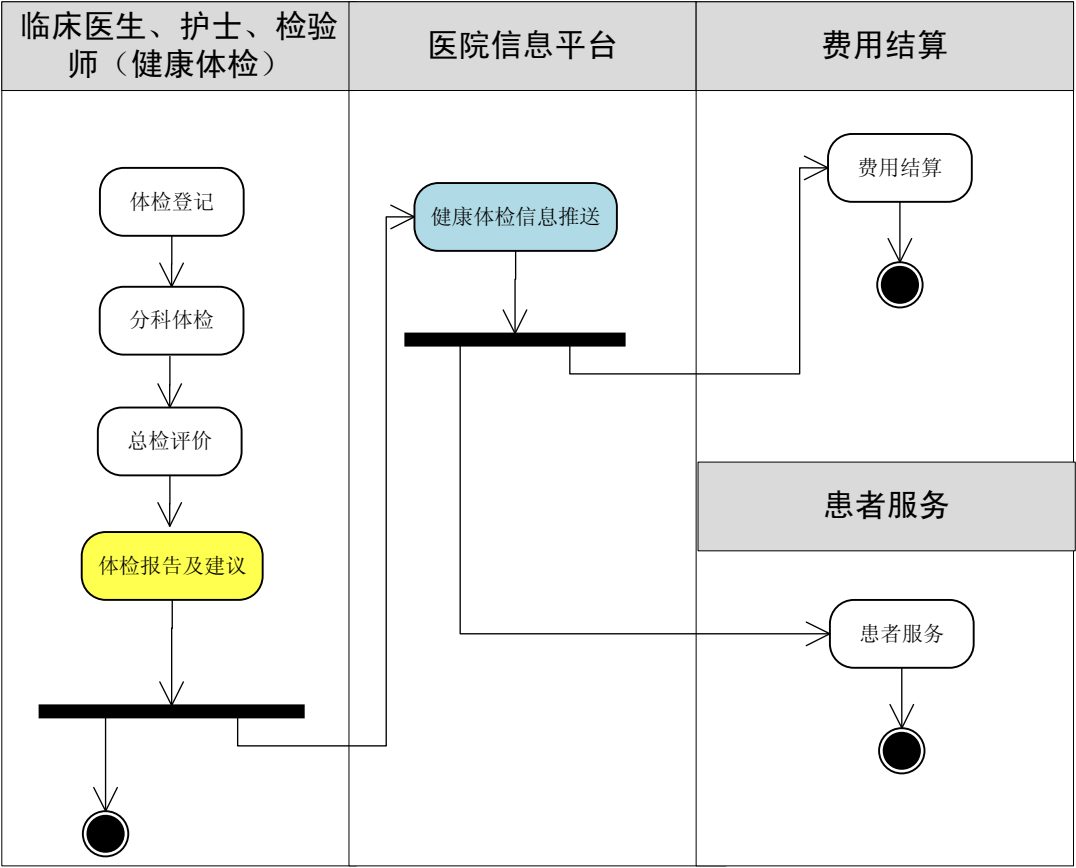 临床医生、护士、检验
师（健康体检）
医院信息平台
费用结算
体检登记
分科体检
总检评价
体检报告及建议
健康体检信息推送
费用结算
患者服务
患者服务